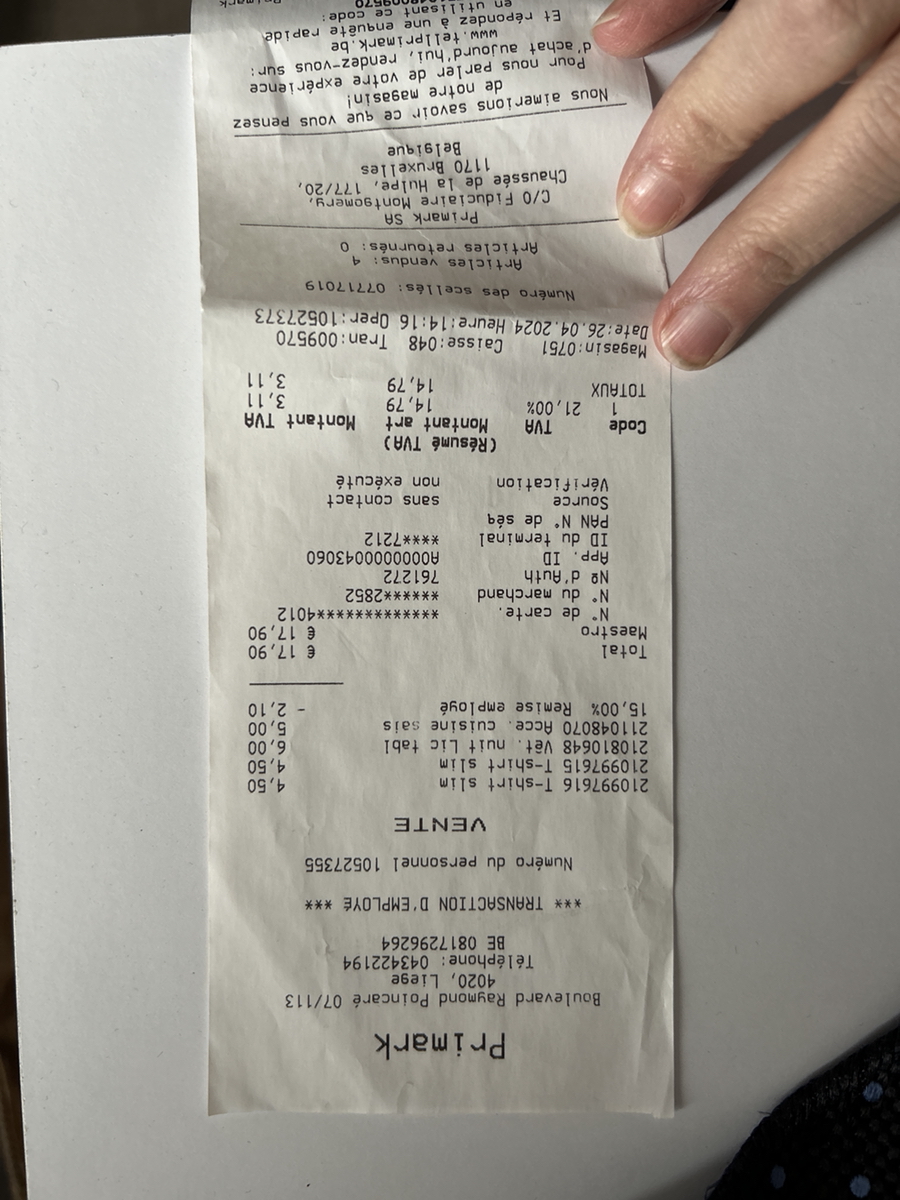 Primark
Boulevard Raymond Poincaré 07/113
4020, Liege
Téléphone: 043422194
BE 0817296264
*** TRANSACTION D'EMPLOYÉ ***
Numéro du personnel 10527355
VENTE
210997616 T-shirt slim 4,50
210997615 T-shirt slim 4,50
210810648 Vêt. nuit Lic tabl 6,00
211048070 Acce. cuisine sais 5,00
15,00% Remise employé - 2,10
Total € 17,90
Maestro € 17,90
N° de carte. ***************4012
N° du marchand ******2852
Nº d'Auth 761272
App. ID A0000000043060
ID du terminal ****7212
PAN N° de séq
Source sans contact
Vérification non exécuté
(Résumé TVA)
Code TVA Montant art Montant TVA
1 21,00% 14,79 3,11
TOTAUX 14,79 3,11
Magasin:0751 Caisse:048 Tran:009570
Date:26.04.2024 Heure:14:16 Oper:10527373
Numéro des scellés: 07717019
Articles vendus: 4
Articles retournés: 0
Primark SA
C/O Fiduciaire Montgomery,
Chaussée de la Hulpe, 177/20,
1170 Bruxelles
Belgique
Nous aimerions savoir ce que vous pensez
de notre magasin!
Pour nous parler de votre expérience
d'achat aujourd'hui, rendez-vous sur:
www.tellprimark.be
Et répondez à une enquête rapide
en utilisant ce code: